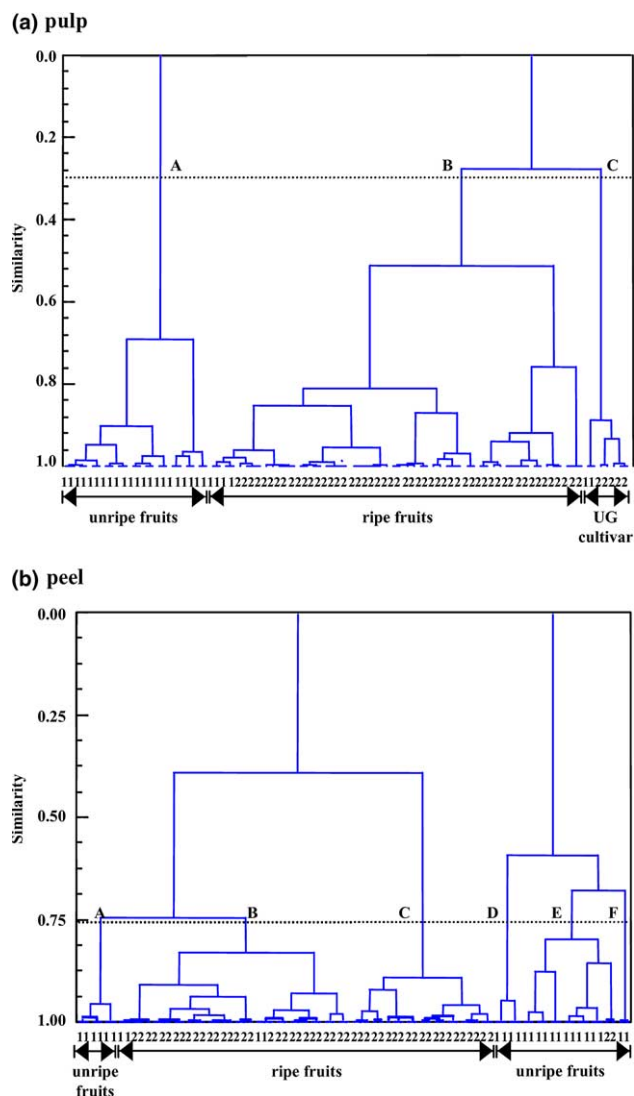 (a) pulp
0.0
0.2
A
B
C
0.4
Similarity
0.6
0.8
1.0
unripe fruits
ripe fruits
UG
cultivar
(b) peel
0.00
0.25
Similarity
0.50
A
B
C
D
E
F
0.75
1.00
unripe
fruits
ripe fruits
unripe fruits